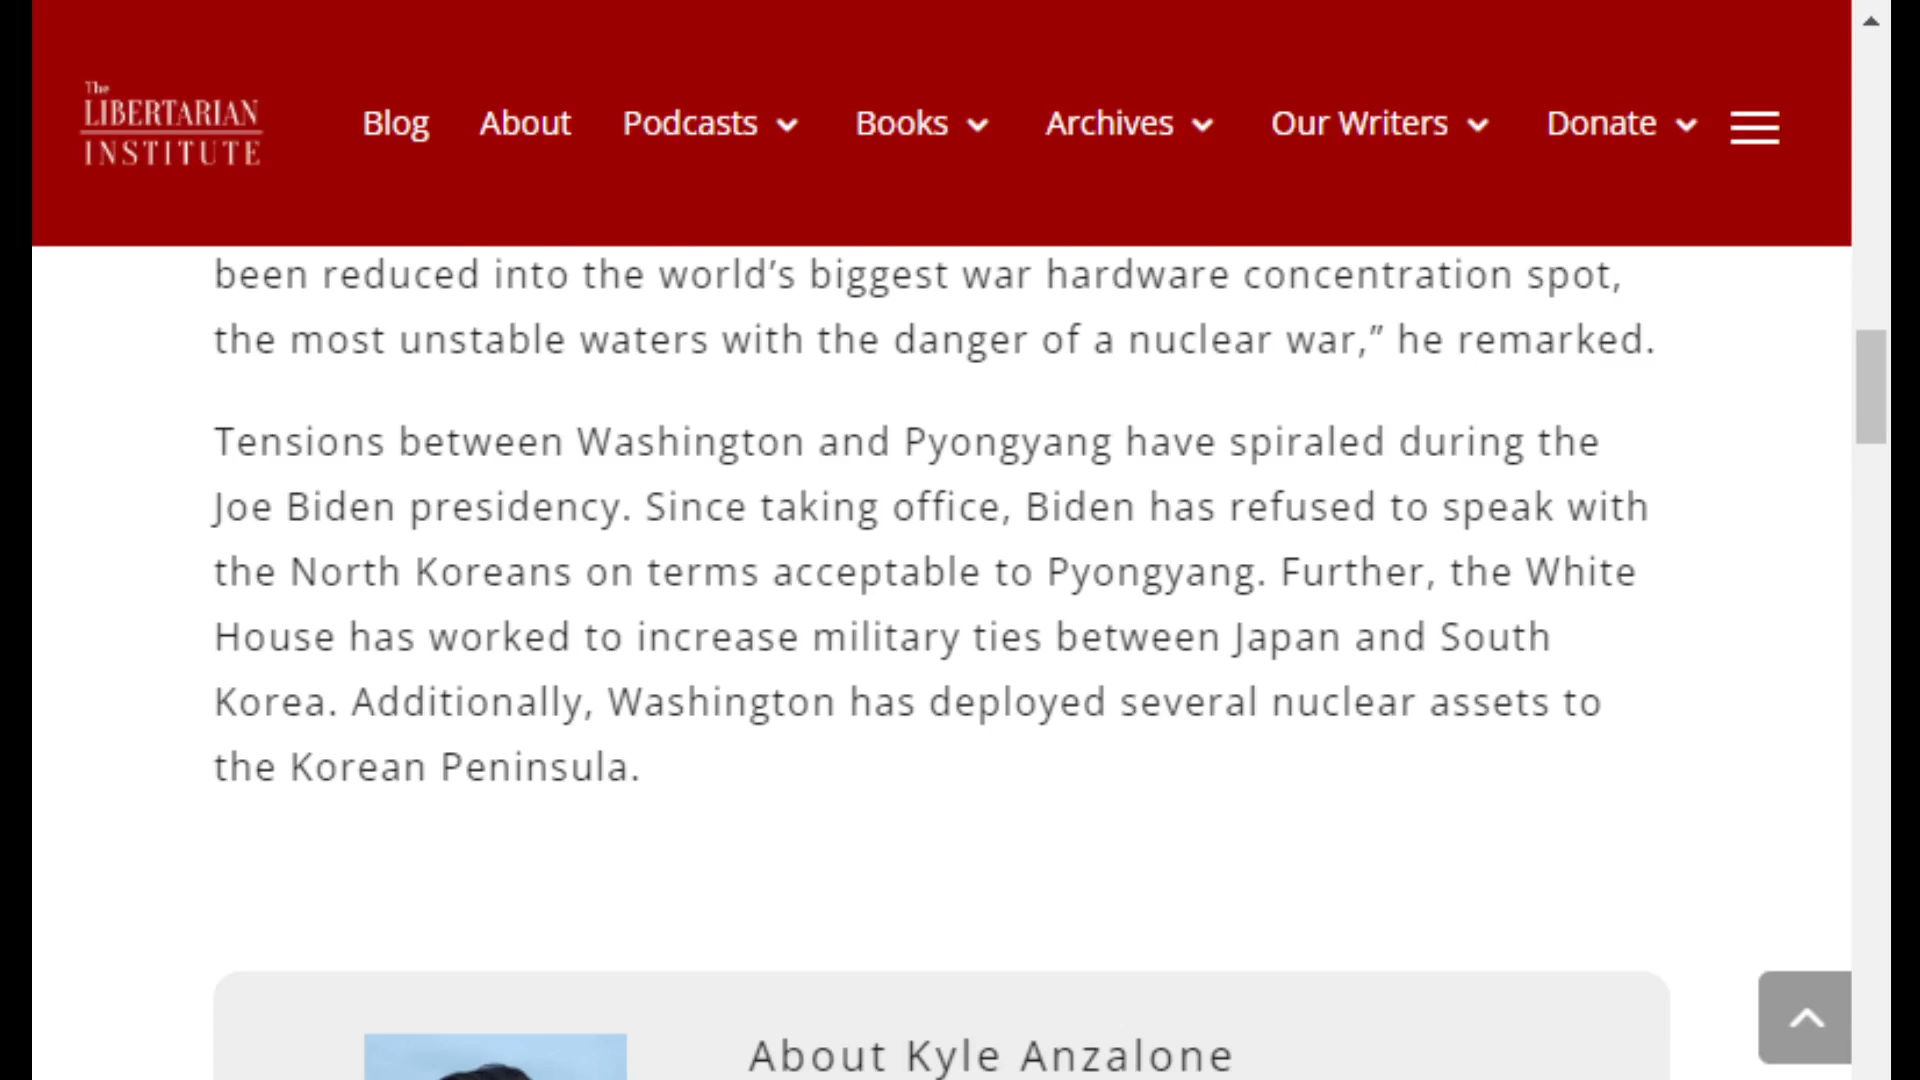 The
LIBERTARIAN
INSTITUTE
Blog About Podcasts Books Archives Our Writers Donate
been reduced into the world’s biggest war hardware concentration spot,
the most unstable waters with the danger of a nuclear war,” he remarked.
Tensions between Washington and Pyongyang have spiraled during the
Joe Biden presidency. Since taking office, Biden has refused to speak with
the North Koreans on terms acceptable to Pyongyang. Further, the White
House has worked to increase military ties between Japan and South
Korea. Additionally, Washington has deployed several nuclear assets to
the Korean Peninsula.
About Kyle Anzalone